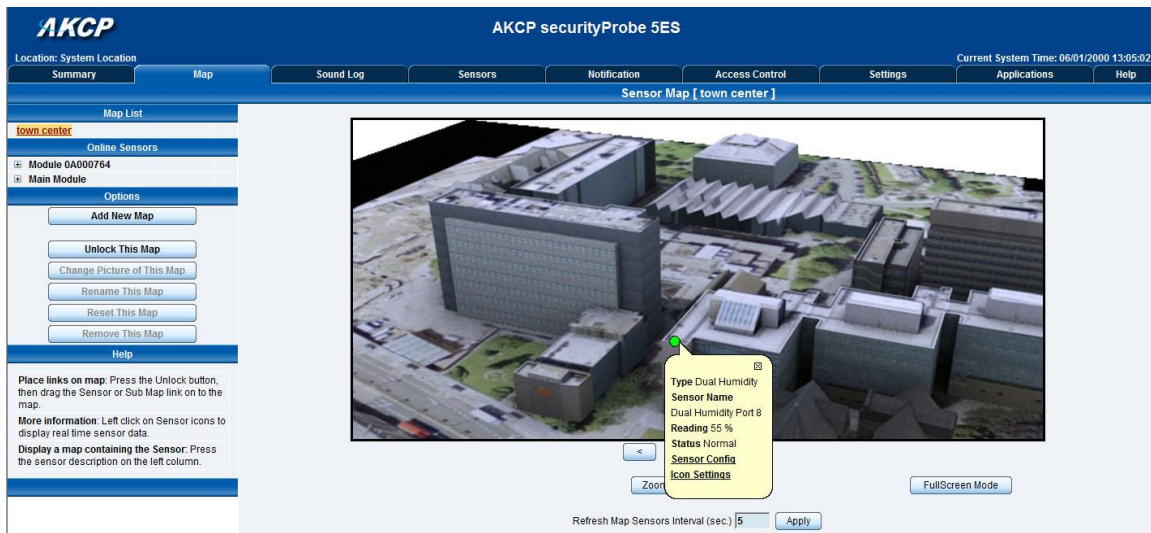 AKCP
AKCP securityProbe 5ES
Location: System Location
Current System Time: 06/01/2000 13:05:02
Summary
Map
Sound Log
Sensors
Notification
Access Control
Settings
Applications
Help
Sensor Map [ town center ]
Map List
town center
Online Sensors
Module 0A000764
Main Module
Options
Add New Map
Unlock This Map
Change Picture of This Map
Rename This Map
Reset This Map
Remove This Map
Help
Place links on map: Press the Unlock button,
then drag the Sensor or Sub Map link on to the
map.
More information: Left click on Sensor icons to
display real time sensor data.
Display a map containing the Sensor: Press
the sensor description on the left column.
Type Dual Humidity
Sensor Name
Dual Humidity Port 8
Reading 55 %
Status Normal
Sensor Config
Icon Settings
<
Zoom
FullScreen Mode
Refresh Map Sensors Interval (sec.) 5 Apply